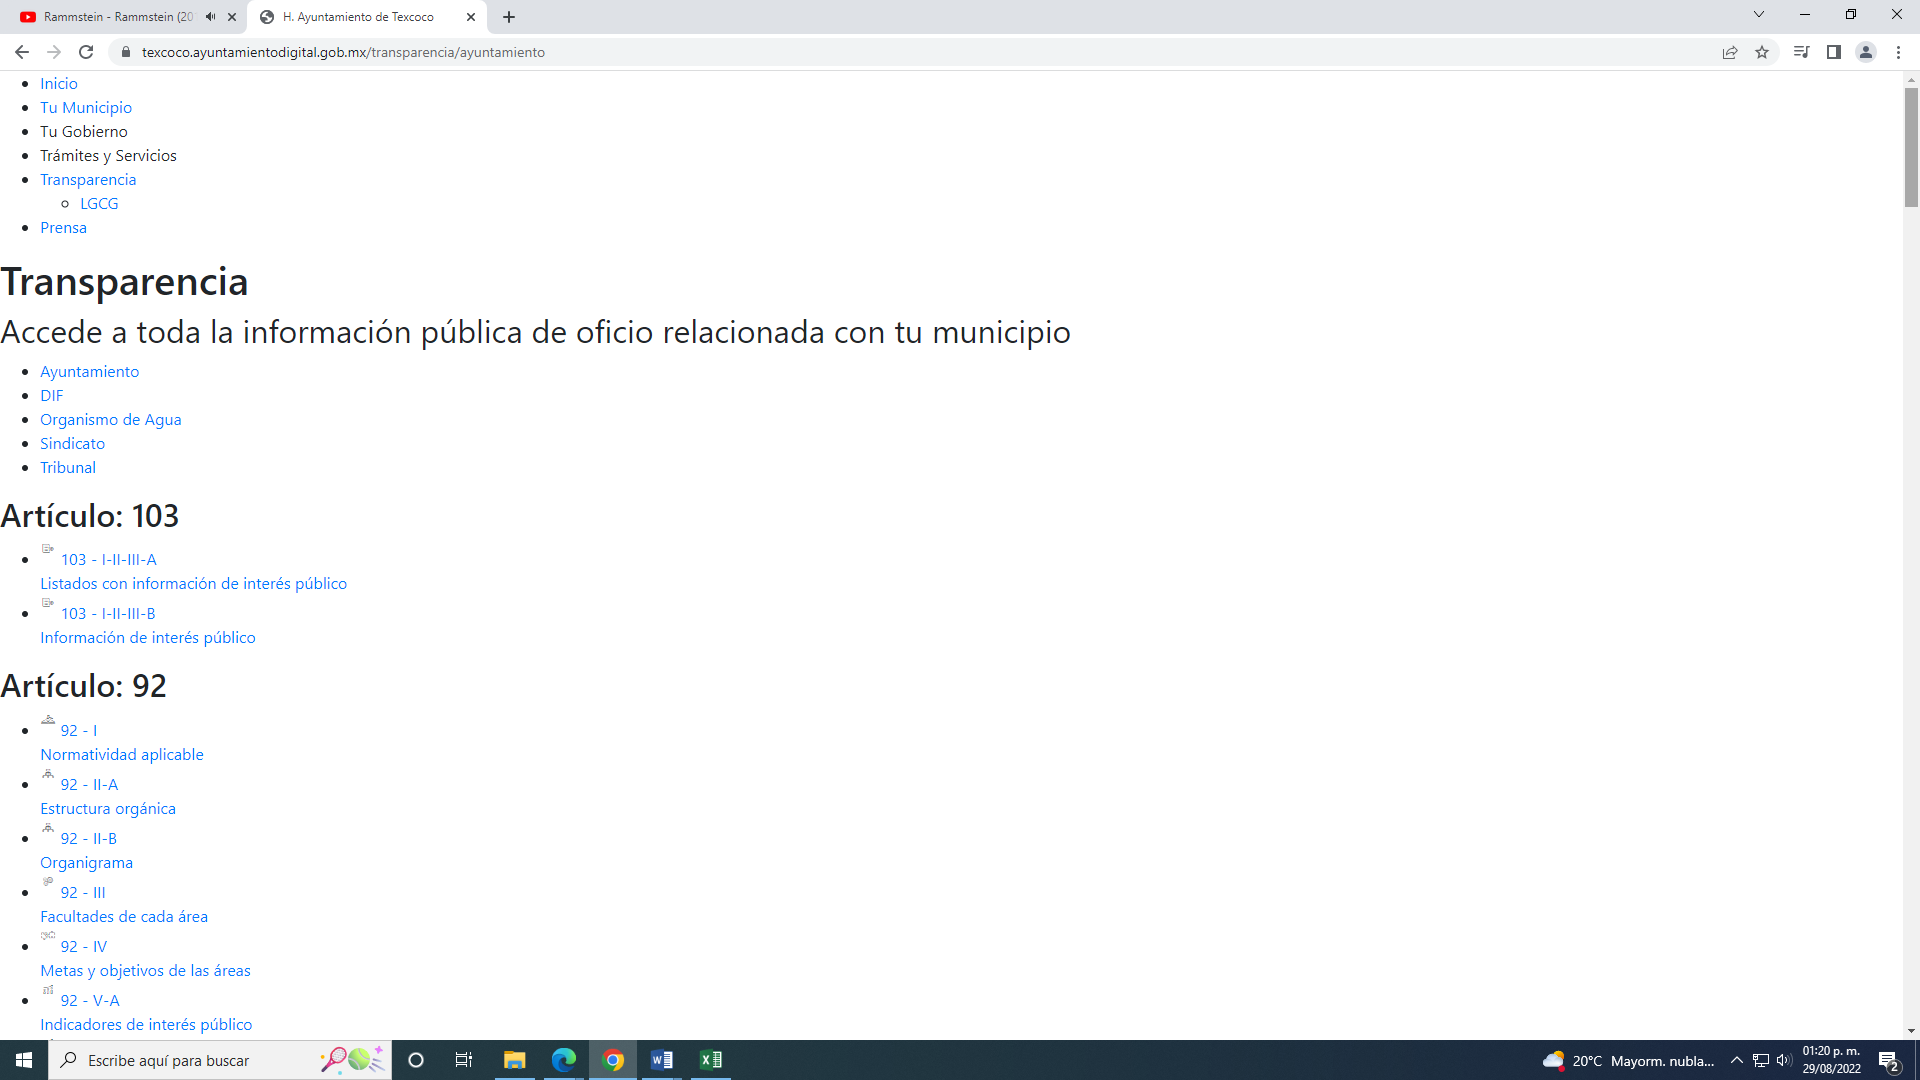 Rammstein - Rammstein (20
H. Ayuntamiento de Texcoco
texcoco.ayuntamientodigital.gob.mx/transparencia/ayuntamiento
Inicio
Tu Municipio
Tu Gobierno
Trámites y Servicios
Transparencia
LGCG
Prensa
Transparencia
Accede a toda la información pública de oficio relacionada con tu municipio
Ayuntamiento
DIF
Organismo de Agua
Sindicato
Tribunal
Artículo: 103
103 - I-II-III-A
Listados con información de interés público
103 - I-II-III-B
Información de interés público
Artículo: 92
92 - I
Normatividad aplicable
92 - II-A
Estructura orgánica
92 - II-B
Organigrama
92 - III
Facultades de cada área
92 - IV
Metas y objetivos de las áreas
92 - V-A
Indicadores de interés público
Escribe aquí para buscar
20°C Mayorm. nubla...
01:20 p. m.
29/08/2022
2